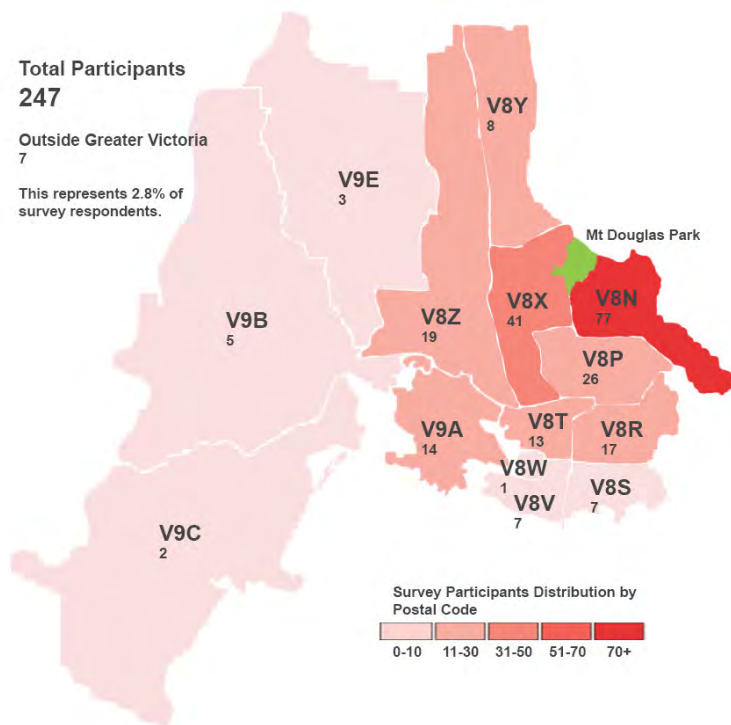 Total Participants
247
Outside Greater Victoria
7
This represents 2.8% of
survey respondents.
V8Y
8
V9E
3
Mt Douglas Park
V9B
5
V8Z
19
V8X
41
V8N
77
V8P
26
V9A
14
V8T
13
V8R
17
V8W
1
V8V
7
V8S
7
V9C
2
Survey Participants Distribution by
Postal Code
0-10 11-30 31-50 51-70 70+